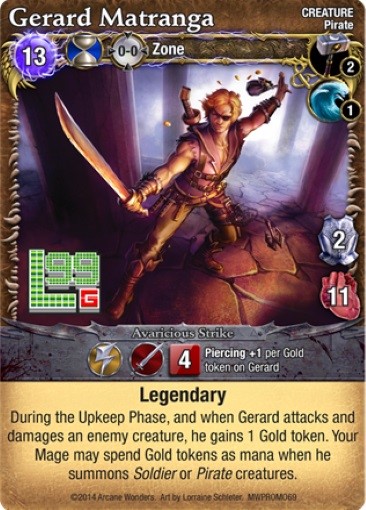 Gerard Matranga
CREATURE
Pirate
13
0-0 Zone
2
1
2
11
L99
G
Avaricious Strike
4
Piercing +1 per Gold
token on Gerard
Legendary
During the Upkeep Phase, and when Gerard attacks and
damages an enemy creature, he gains 1 Gold token. Your
Mage may spend Gold tokens as mana when he
summons Soldier or Pirate creatures.
©2014 Arcane Wonders. Art by Lorraine Schleter. MWPROMO69